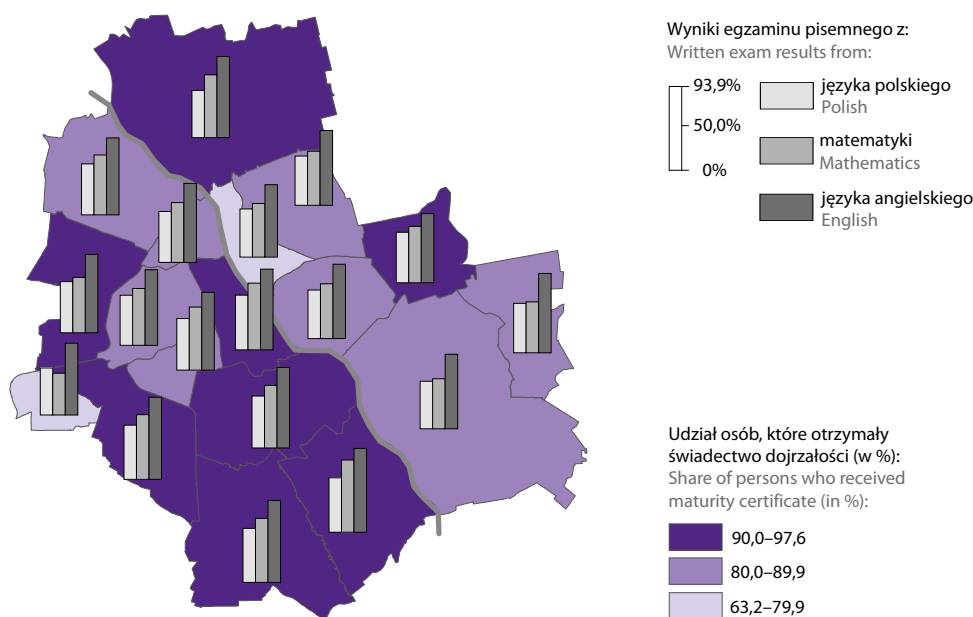 Wyniki egzaminu pisemnego z:
Written exam results from:
93,9%
50,0%
0%
języka polskiego
Polish
matematyki
Mathematics
języka angielskiego
English
Udział osób, które otrzymały
świadectwo dojrzałości (w %):
Share of persons who received
maturity certificate (in %):
90,0–97,6
80,0–89,9
63,2–79,9